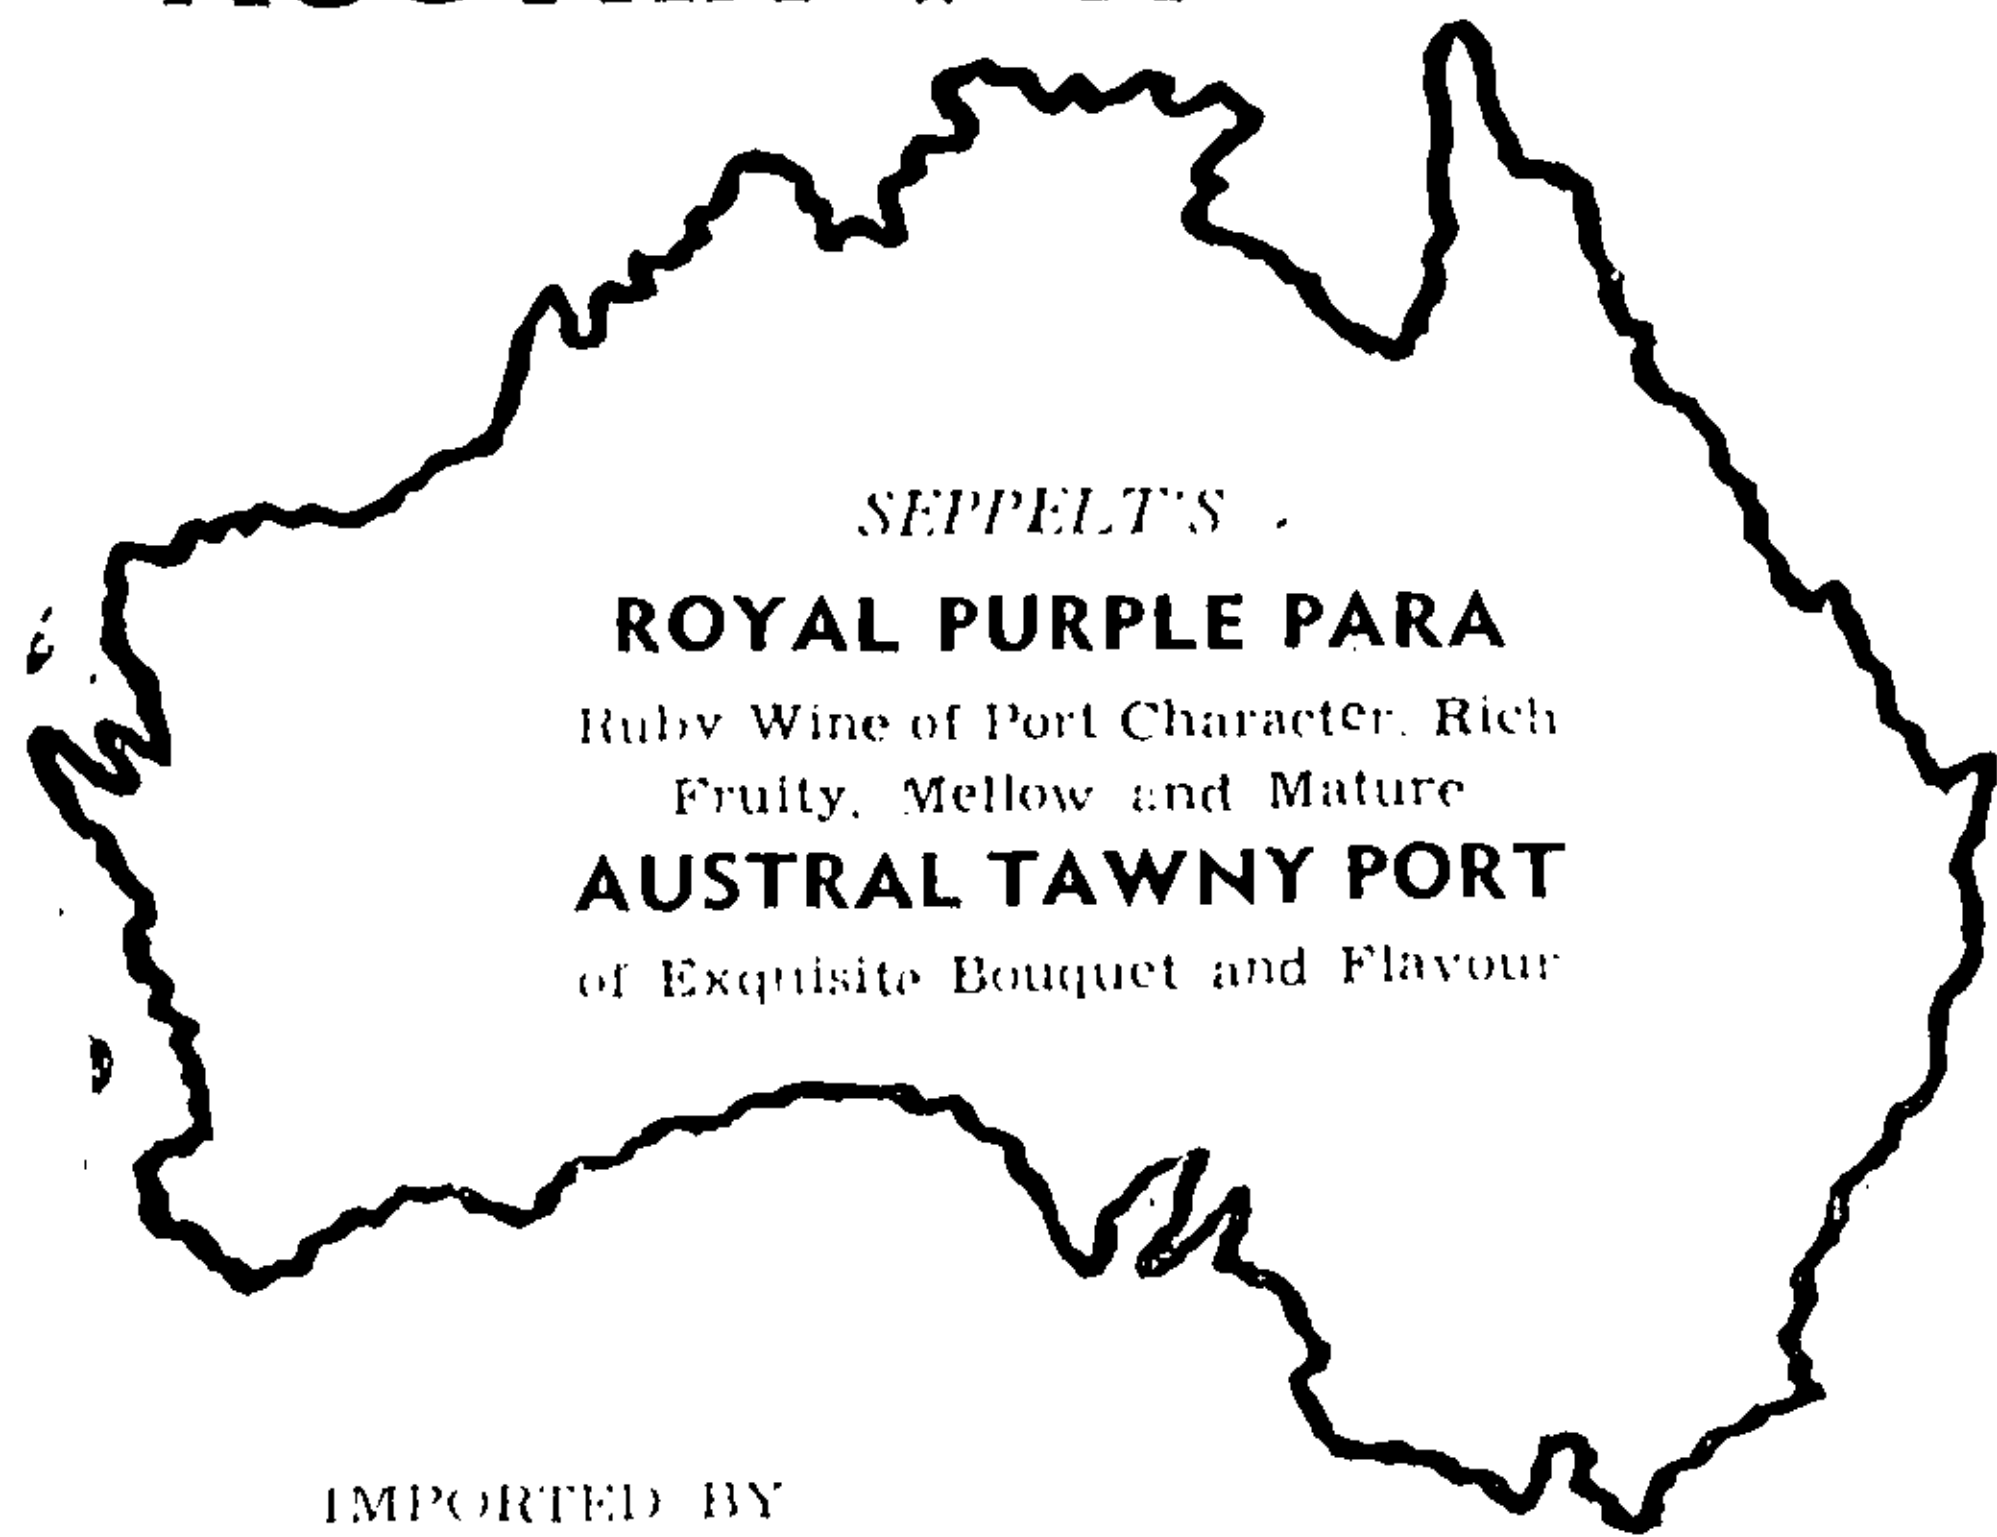 SEPPELT'S
ROYAL PURPLE PARA
Ruby Wine of Port Character. Rich
Fruity, Mellow and Mature
AUSTRAL TAWNY PORT
of Exquisite Bouquet and Flavour
IMPORTED BY